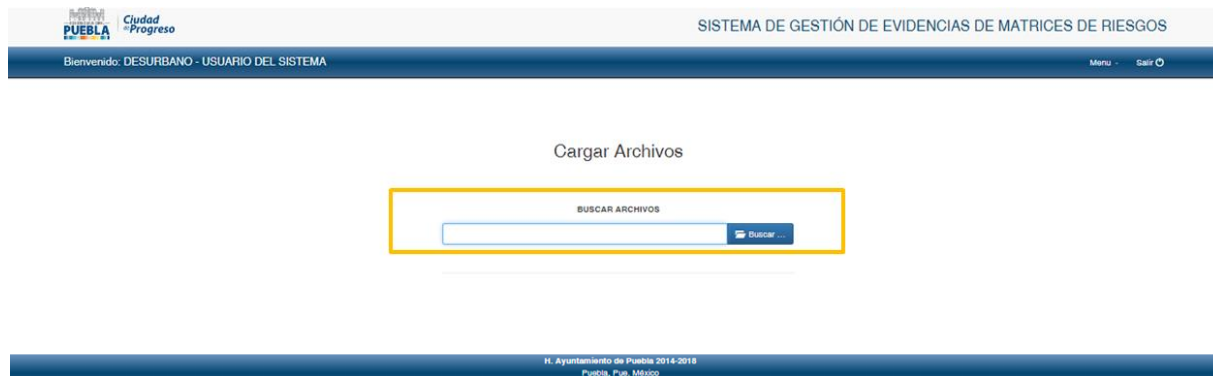 PUEBLA
Ciudad
de Progreso
SISTEMA DE GESTIÓN DE EVIDENCIAS DE MATRICES DE RIESGOS
Bienvenido: DESURBANO - USUARIO DEL SISTEMA
Menu
Salir
Cargar Archivos
BUSCAR ARCHIVOS
Buscar ...
H. Ayuntamiento de Puebla 2014-2018
Puebla, Pue. México